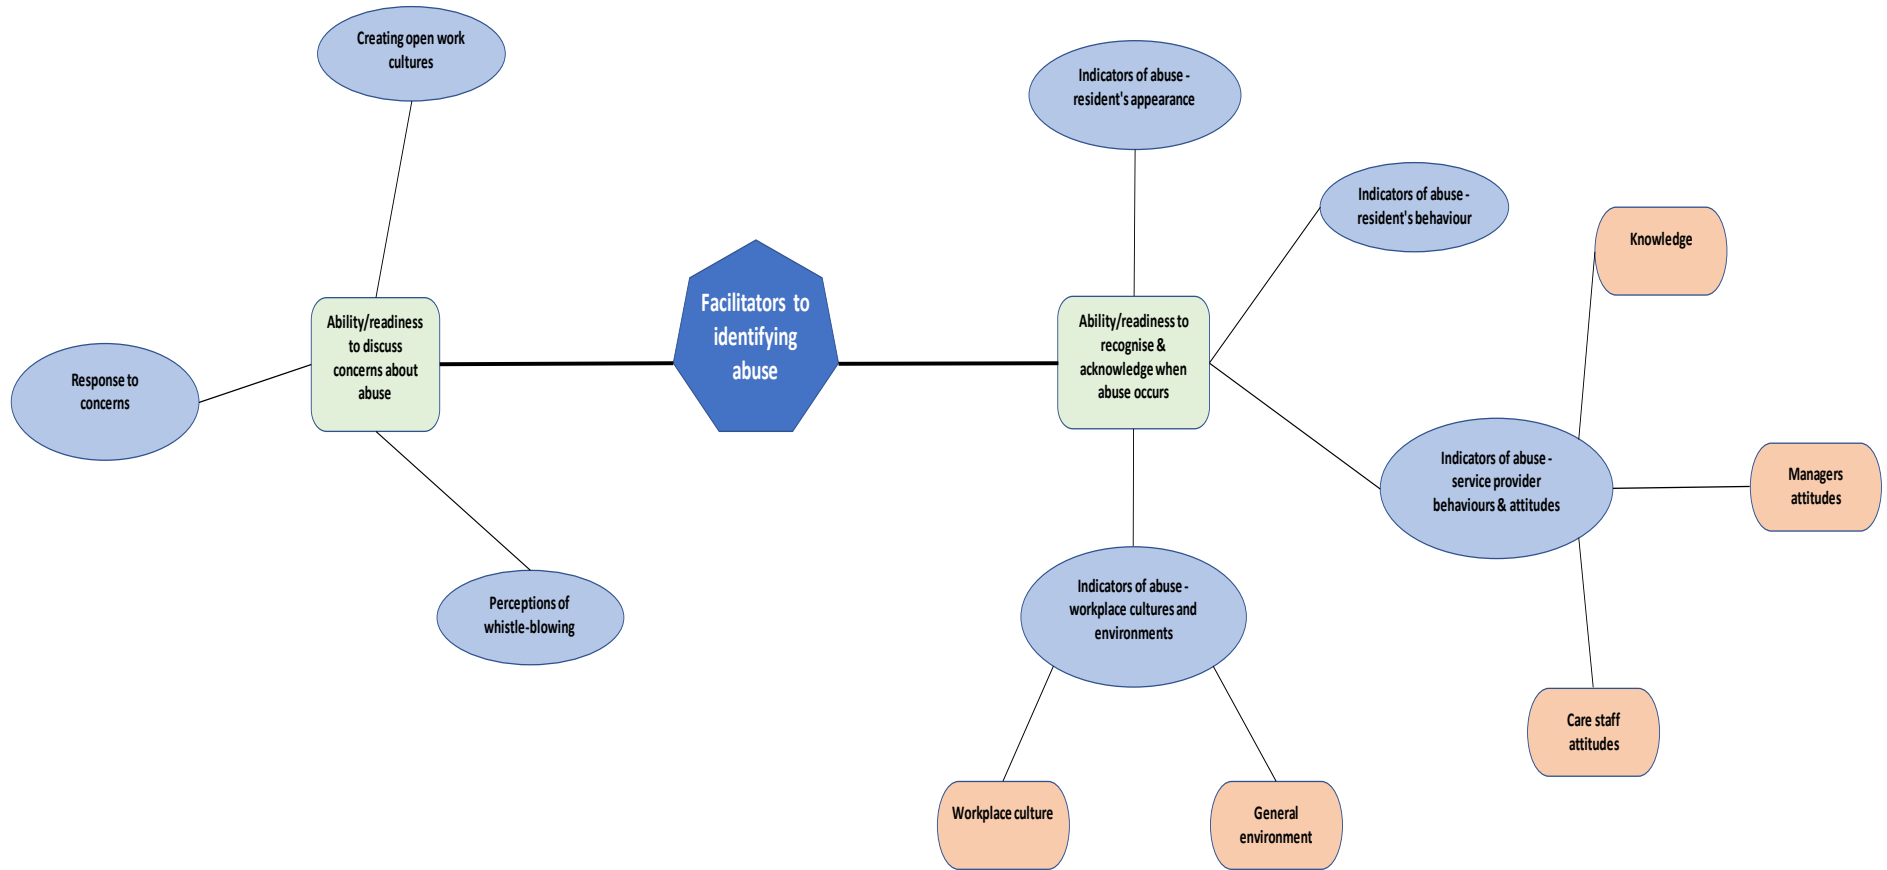 Creating open work
cultures
Indicators of abuse -
resident's appearance
Indicators of abuse -
resident's behaviour
Knowledge
Facilitators to
identifying
abuse
Ability/readiness
to discuss
concerns about
abuse
Ability/readiness to
recognise &
acknowledge when
abuse occurs
Response to
concerns
Indicators of abuse -
service provider
behaviours & attitudes
Managers
attitudes
Perceptions of
whistle-blowing
Indicators of abuse -
workplace cultures and
environments
Care staff
attitudes
Workplace culture
General
environment